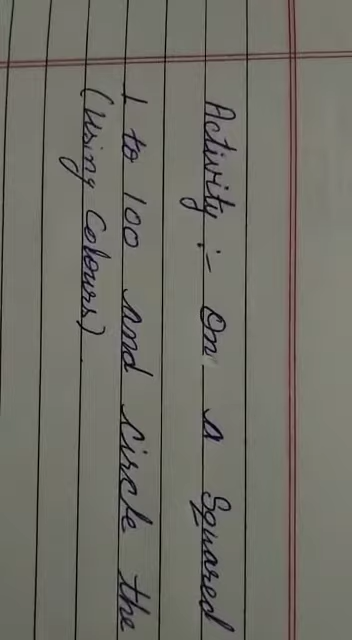 Activity :- On a Squared
1 to 100 and circle the
(Using Colours).